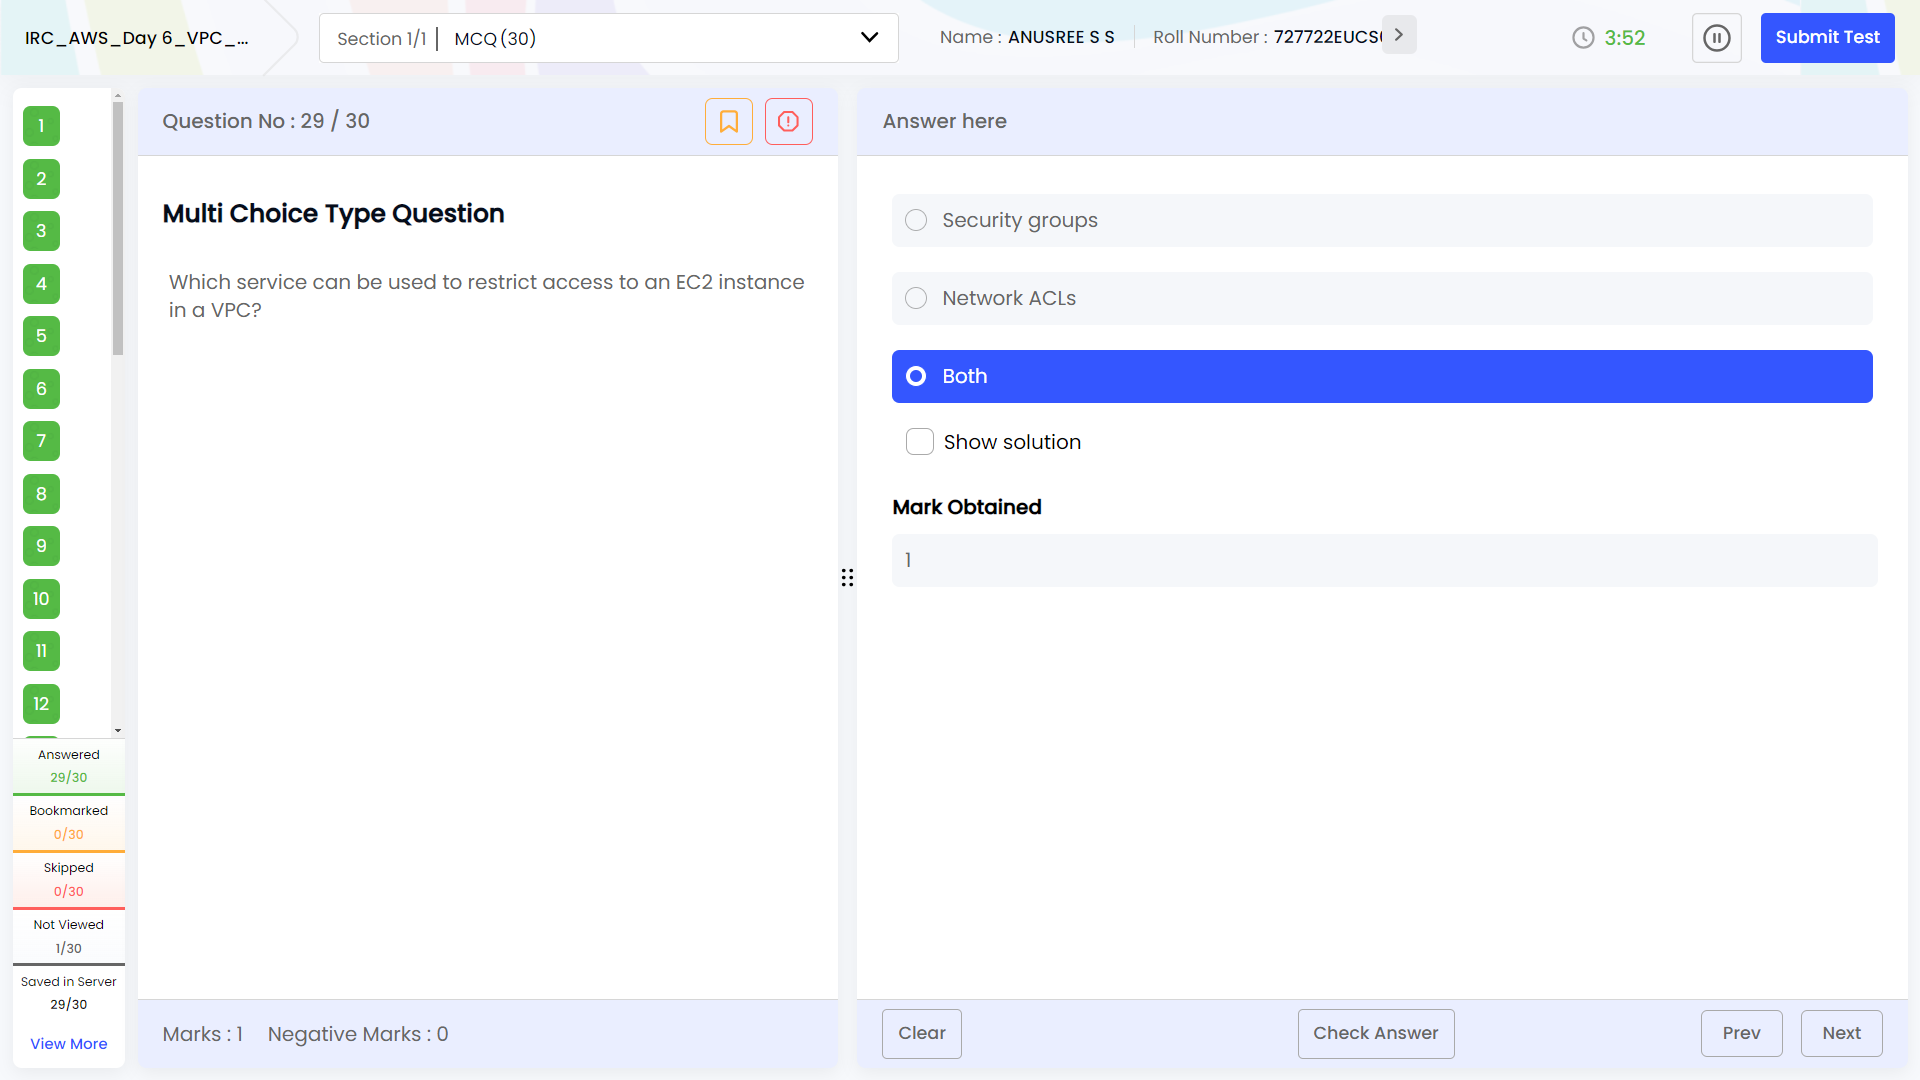 IRC_AWS_Day 6_VPC_...
Section 1/1 | MCQ (30)
Name : ANUSREE S S
Roll Number : 727722EUCS
3:52
Submit Test
1
2
3
4
5
6
7
8
9
10
11
12
Answered
29/30
Bookmarked
0/30
Skipped
0/30
Not Viewed
1/30
Saved in Server
29/30
View More
Question No : 29 / 30
Multi Choice Type Question
Which service can be used to restrict access to an EC2 instance
in a VPC?
Marks : 1 Negative Marks : 0
Answer here
Security groups
Network ACLs
Both
Show solution
Mark Obtained
1
Clear
Check Answer
Prev
Next